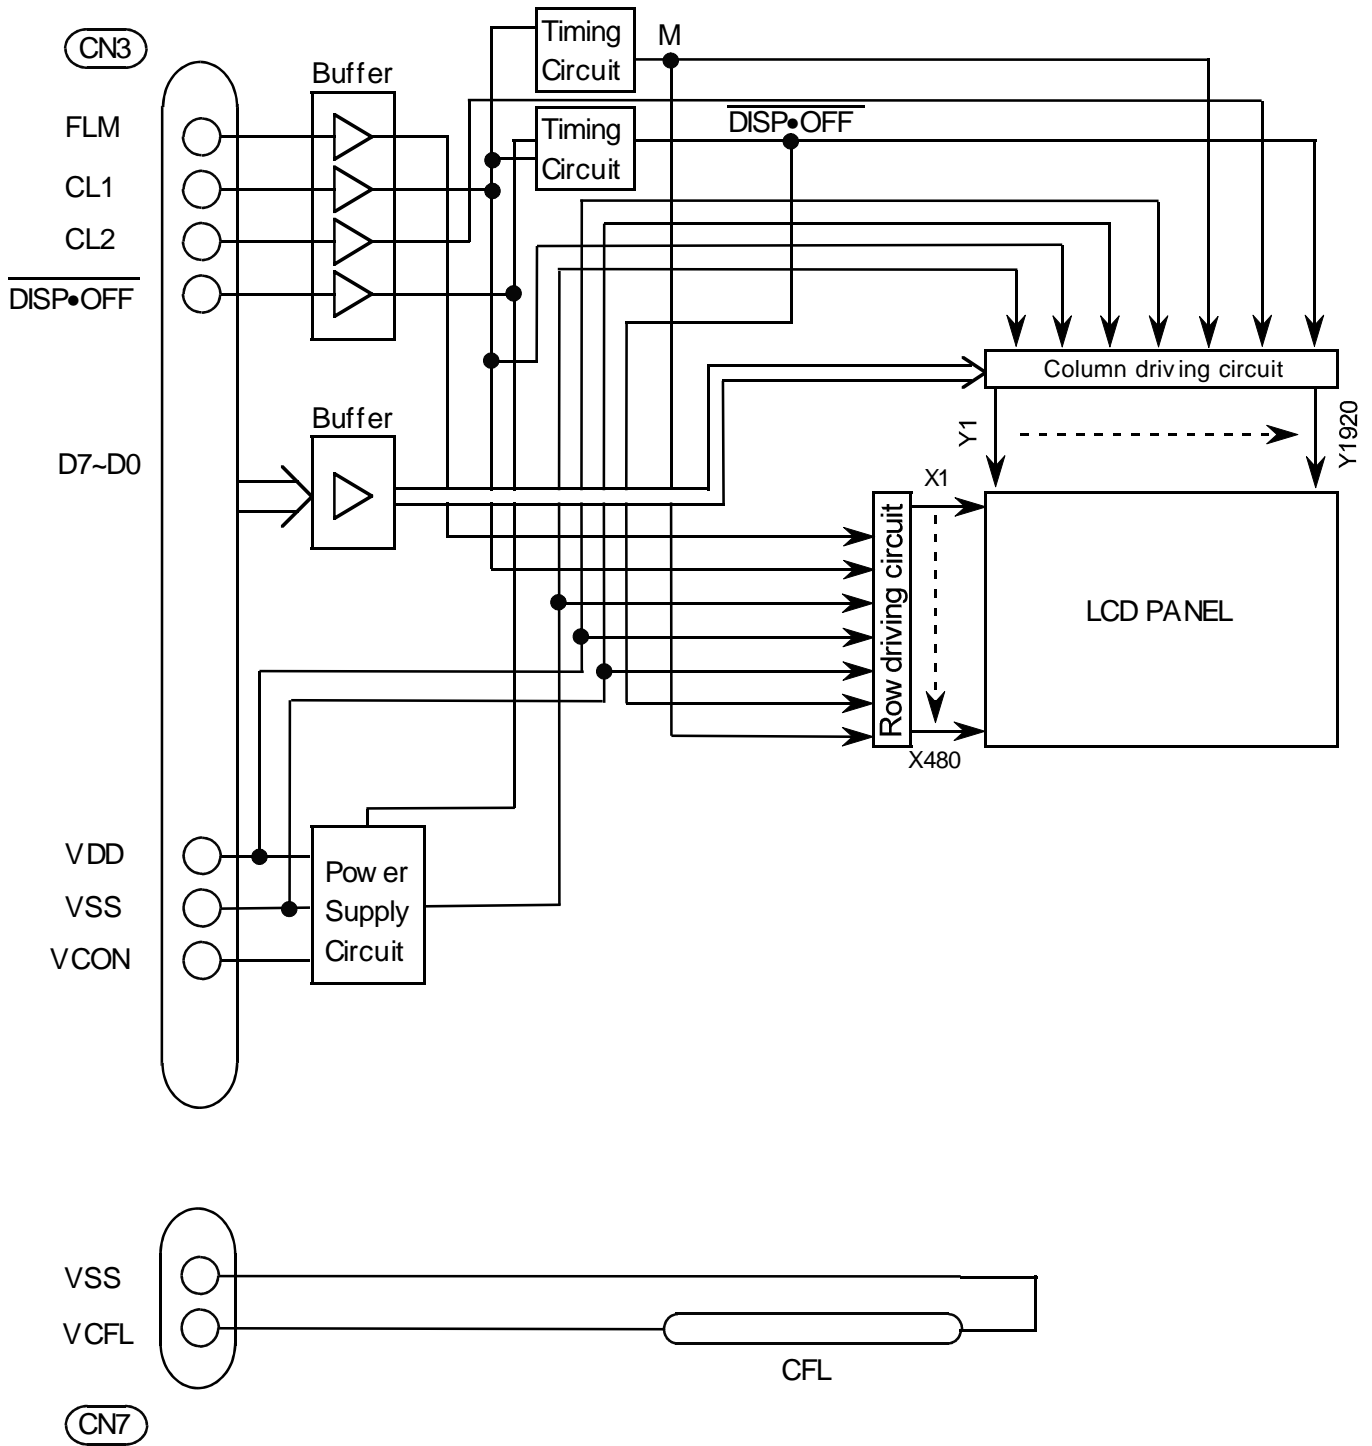 CN3
Timing
Circuit
M
Buffer
FLM
Timing
Circuit
DISP•OFF
CL1
CL2
DISP•OFF
Column driving circuit
Buffer
Y1
Y1920
D7~D0
X1
Row driving circuit
LCD PANEL
X480
VDD
VSS
VCON
Power
Supply
Circuit
VSS
VCFL
CFL
CN7